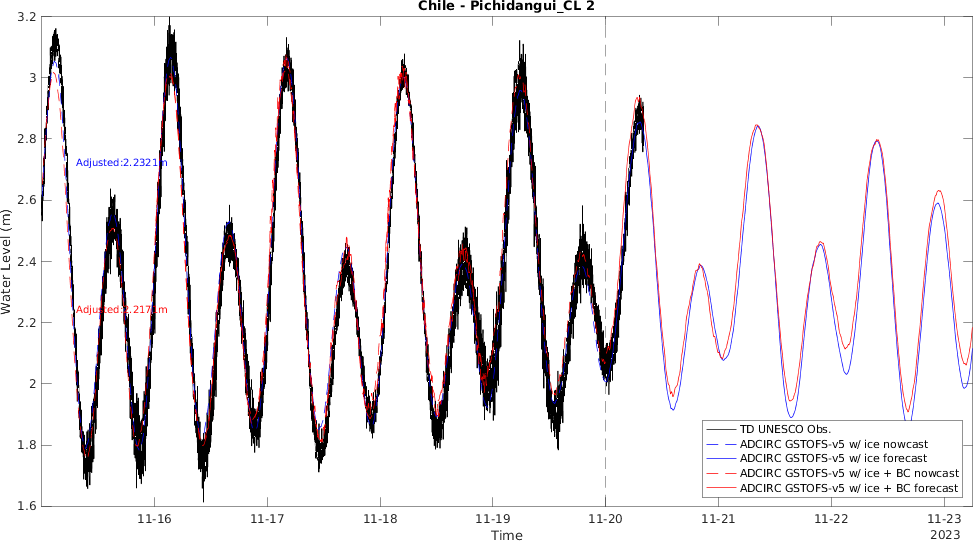 Chile - Pichidangui_CL 2
3.2
3
2.8
2.6
2.4
2.2
2
1.8
1.6
Water Level (m)
Adjusted:2.2321m
Adjusted:2.2171m
TD UNESCO Obs.
ADCIRC GSTOFS-v5 w/ ice nowcast
ADCIRC GSTOFS-v5 w/ ice forecast
ADCIRC GSTOFS-v5 w/ ice + BC nowcast
ADCIRC GSTOFS-v5 w/ ice + BC forecast
11-16
11-17
11-18
11-19
11-20
11-21
11-22
11-23
Time
2023